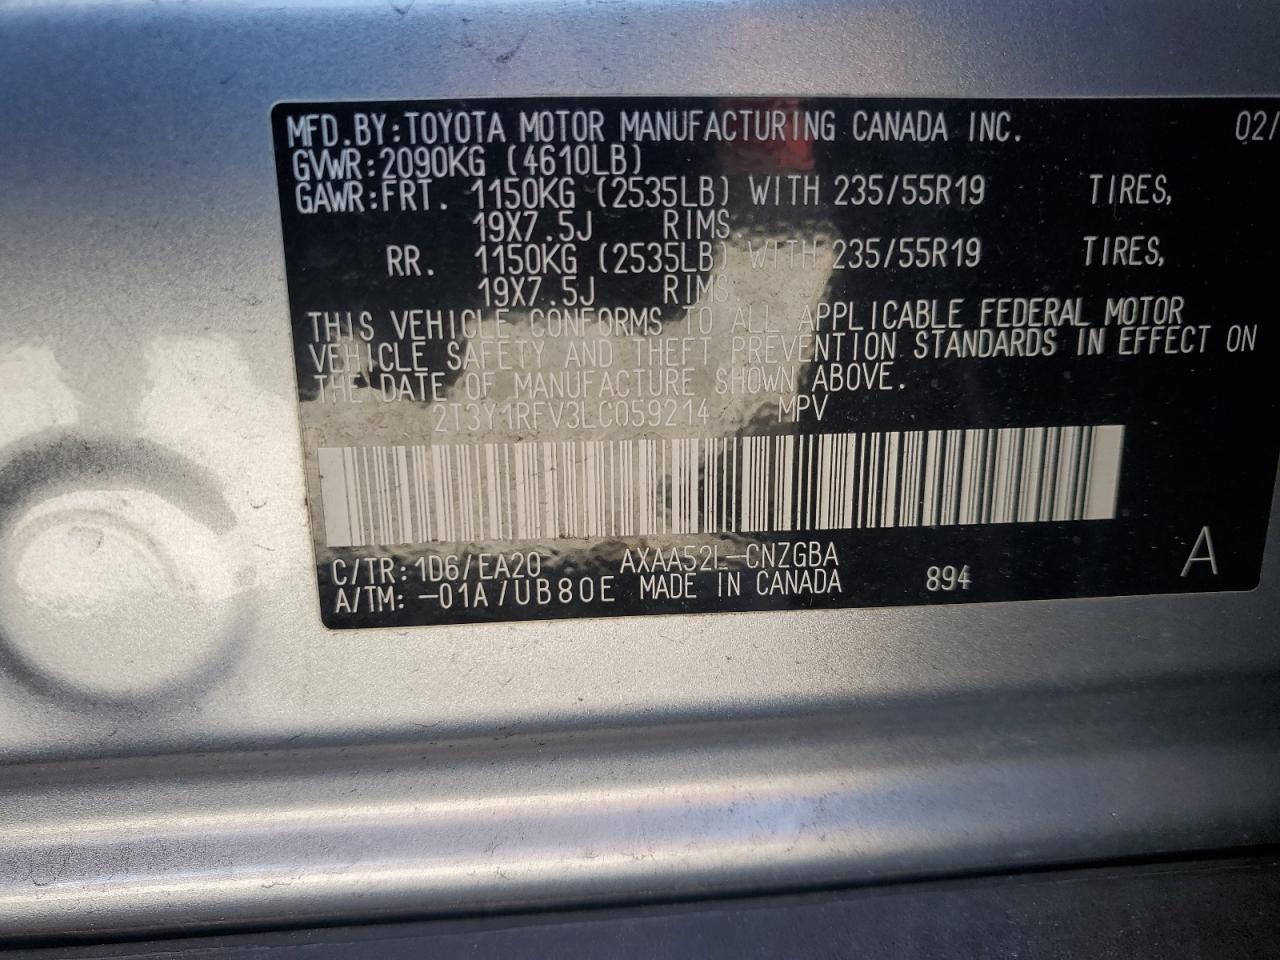 MFD.BY:TOYOTA MOTOR MANUFACTURING CANADA INC. 02/
GVWR:2090KG (4610LB)
GAWR:FRT. 1150KG (2535LB) WITH 235/55R19 TIRES,
19X7.5J RIMS,
RR. 1150KG (2535LB) WITH 235/55R19 TIRES,
19X7.5J RIMS,
THIS VEHICLE CONFORMS TO ALL APPLICABLE FEDERAL MOTOR
VEHICLE SAFETY AND THEFT PREVENTION STANDARDS IN EFFECT ON
THE DATE OF MANUFACTURE SHOWN ABOVE.
2T3Y1RFV3LC059214 MPV
C/TR: 1D6/EA20 AXAA52L-CNZGBA
A/TM: -01A/UB80E MADE IN CANADA 894 A